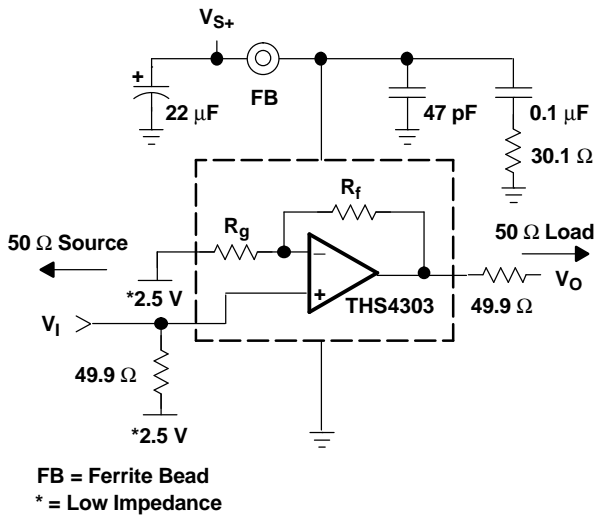 VS+
+
22 µF
FB
47 pF
0.1 µF
30.1 Ω
Rf
Rg
50 Ω Source
50 Ω Load
−
*2.5 V
+
THS4303
VO
VI
49.9 Ω
49.9 Ω
*2.5 V
FB = Ferrite Bead
* = Low Impedance